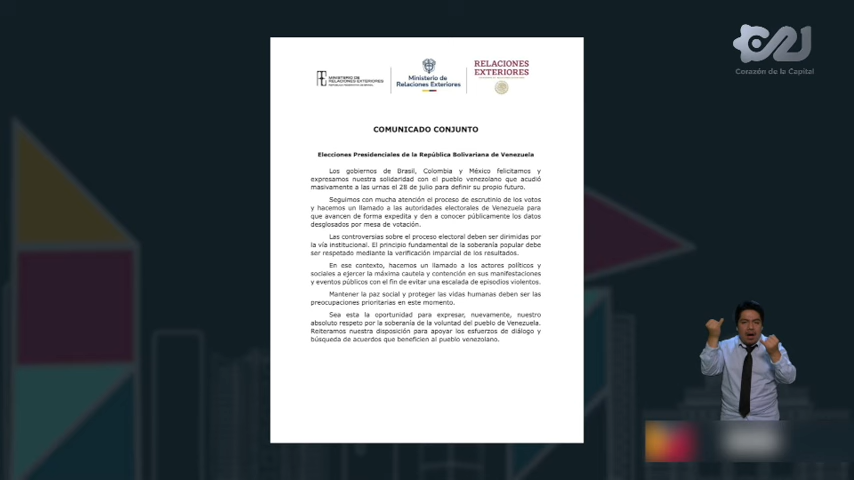 Corazón de la Capital
MINISTERIO DE
RELACIONES EXTERIORES
Ministerio de
Relaciones Exteriores
RELACIONES
EXTERIORES
COMUNICADO CONJUNTO
Elecciones Presidenciales de la República Bolivariana de Venezuela
Los gobiernos de Brasil, Colombia y México felicitamos y
expresamos nuestra solidaridad con el pueblo venezolano que acudió
masivamente a las urnas el 28 de julio para definir su propio futuro.
Seguimos con mucha atención el proceso de escrutinio de los votos
y hacemos un llamado a las autoridades electorales de Venezuela para
que avancen de forma expedita y den a conocer públicamente los datos
desglosados por mesa de votación.
Las controversias sobre el proceso electoral deben ser dirimidas por
la vía institucional. El principio fundamental de la soberanía popular debe
ser respetado mediante la verificación imparcial de los resultados.
En ese contexto, hacemos un llamado a los actores políticos y
sociales a ejercer la máxima cautela y contención en sus manifestaciones
y eventos públicos con el fin de evitar una escalada de episodios violentos.
Mantener la paz social y proteger las vidas humanas deben ser las
preocupaciones prioritarias en este momento.
Sea esta la oportunidad para expresar, nuevamente, nuestro
absoluto respeto por la soberanía de la voluntad del pueblo de Venezuela.
Reiteramos nuestra disposición para apoyar los esfuerzos de diálogo y
búsqueda de acuerdos que beneficien al pueblo venezolano.